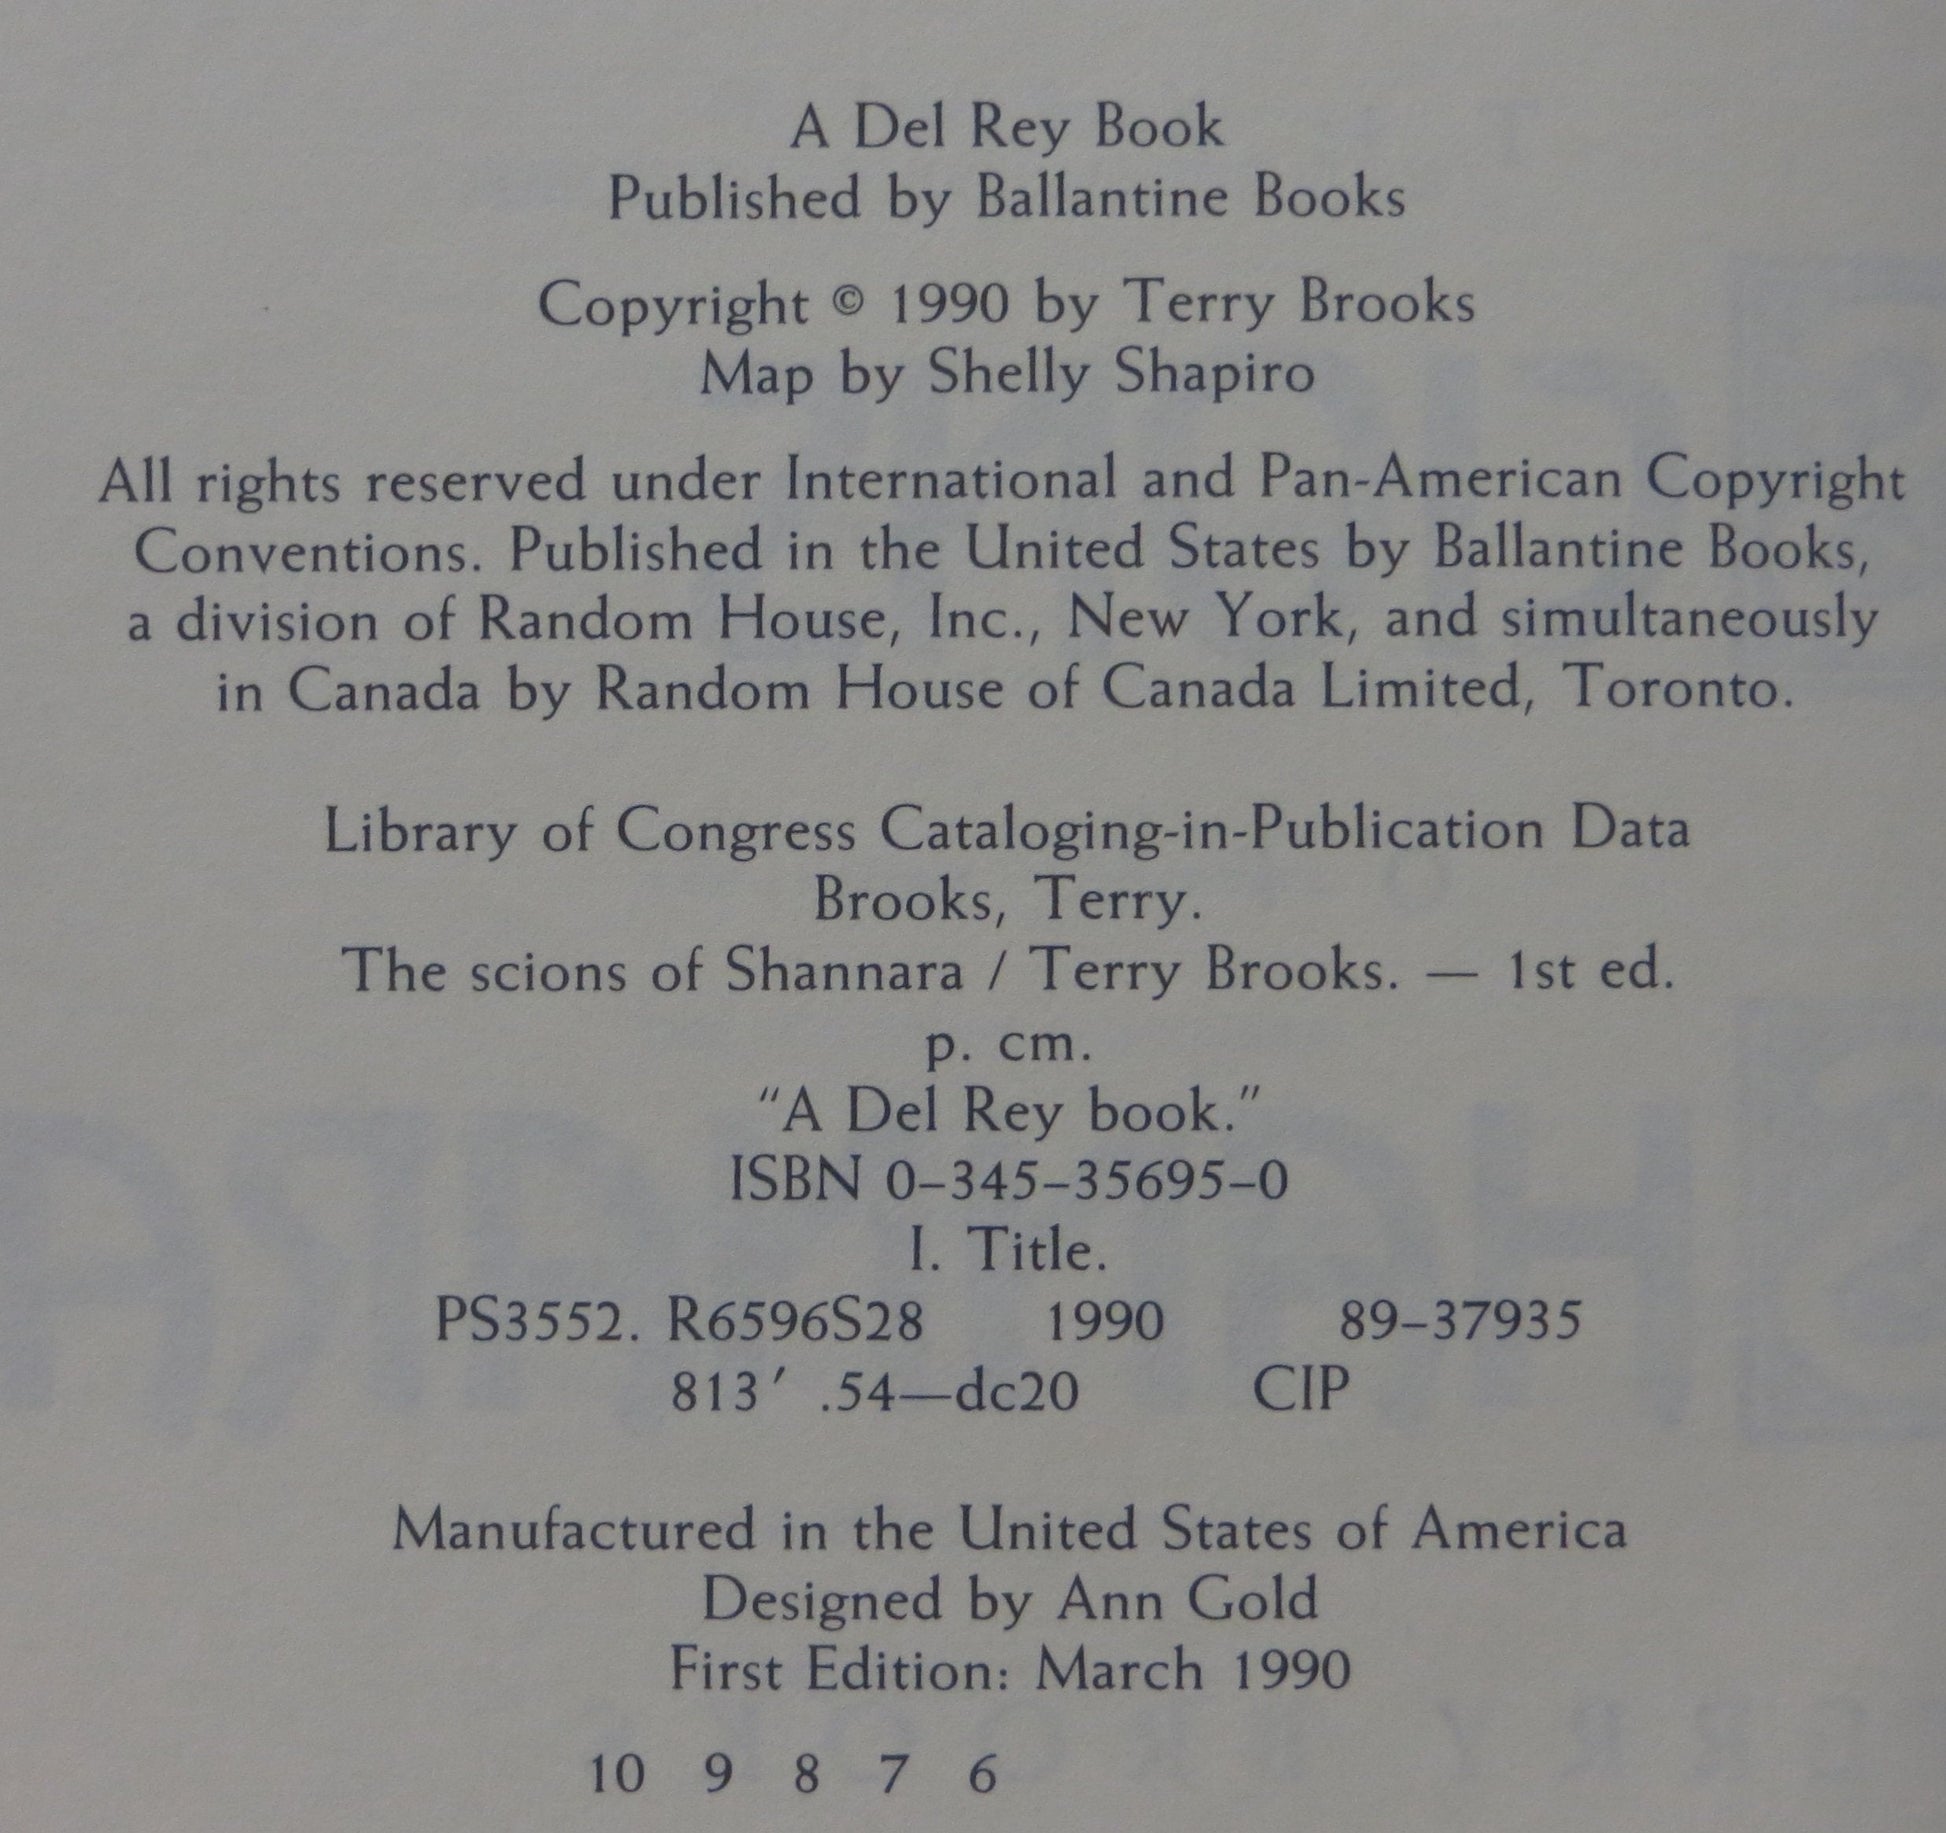 A Del Rey Book
Published by Ballantine Books
Copyright © 1990 by Terry Brooks
Map by Shelly Shapiro
All rights reserved under International and Pan-American Copyright
Conventions. Published in the United States by Ballantine Books,
a division of Random House, Inc., New York, and simultaneously
in Canada by Random House of Canada Limited, Toronto.
Library of Congress Cataloging-in-Publication Data
Brooks, Terry.
The scions of Shannara / Terry Brooks. — 1st ed.
p. cm.
“A Del Rey book.”
ISBN 0–345–35695–0
I. Title.
PS3552. R6596S28 1990 89–37935
813′ .54—dc20 CIP
Manufactured in the United States of America
Designed by Ann Gold
First Edition: March 1990
10 9 8 7 6